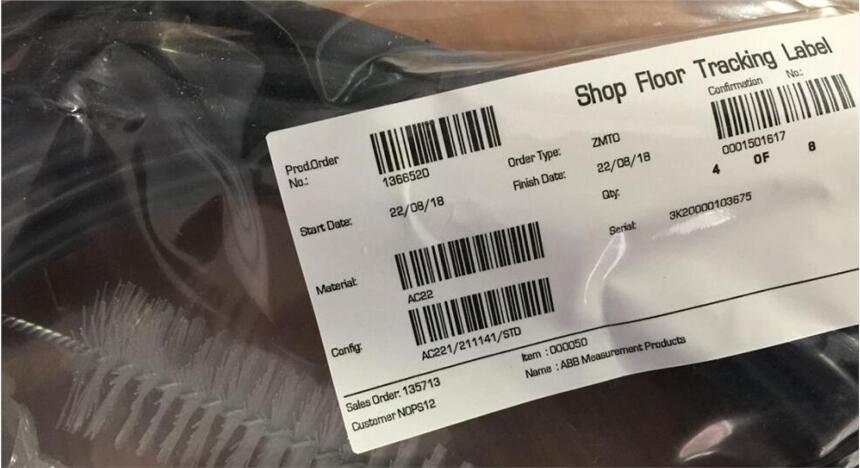 Shop Floor Tracking Label
Confirmation No.:
0001501617
Prod.Order No.:
1366520
Order Type: ZMTO
4 OF 8
Start Date: 22/08/18
Finish Date: 22/08/18
Qty:
Serial: 3K20000103675
Material:
AC22
Config:
AC221/211141/STD
Sales Order: 135713
Item : 000050
Customer NOPS12
Name : ABB Measurement Products